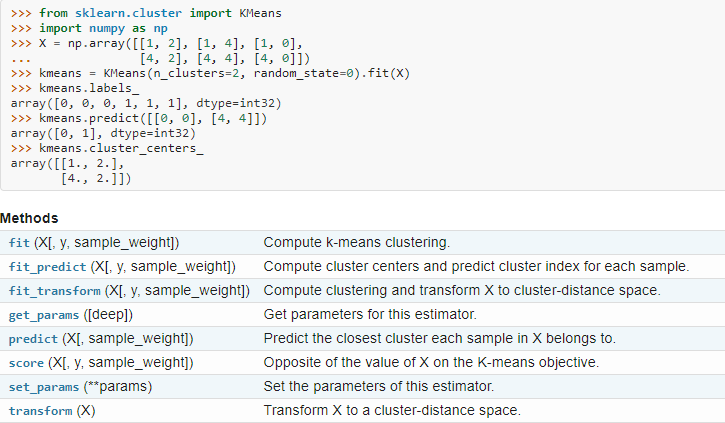 >>> from sklearn.cluster import KMeans
>>> import numpy as np
>>> X = np.array([[1, 2], [1, 4], [1, 0],
...               [4, 2], [4, 4], [4, 0]])
>>> kmeans = KMeans(n_clusters=2, random_state=0).fit(X)
>>> kmeans.labels_
array([0, 0, 0, 1, 1, 1], dtype=int32)
>>> kmeans.predict([[0, 0], [4, 4]])
array([0, 1], dtype=int32)
>>> kmeans.cluster_centers_
array([[1., 2.],
       [4., 2.]])
Methods
fit (X[, y, sample_weight]) Compute k-means clustering.
fit_predict (X[, y, sample_weight]) Compute cluster centers and predict cluster index for each sample.
fit_transform (X[, y, sample_weight]) Compute clustering and transform X to cluster-distance space.
get_params ([deep]) Get parameters for this estimator.
predict (X[, sample_weight]) Predict the closest cluster each sample in X belongs to.
score (X[, y, sample_weight]) Opposite of the value of X on the K-means objective.
set_params (**params) Set the parameters of this estimator.
transform (X) Transform X to a cluster-distance space.